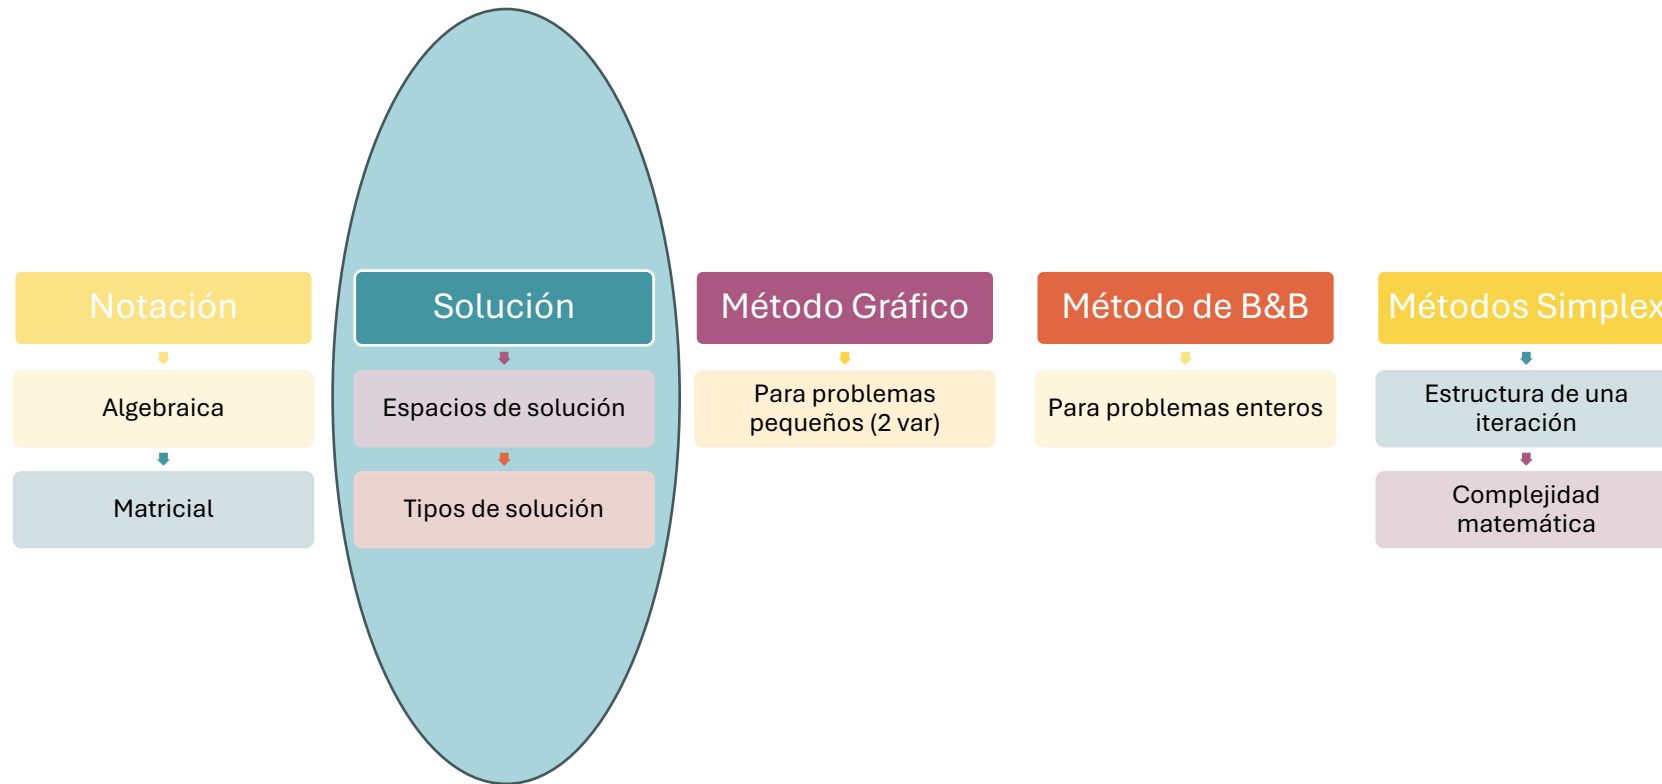 Notación
Algebraica
Matricial
Solución
Espacios de solución
Tipos de solución
Método Gráfico
Para problemas
pequeños (2 var)
Método de B&B
Para problemas enteros
Métodos Simplex
Estructura de una
iteración
Complejidad
matemática